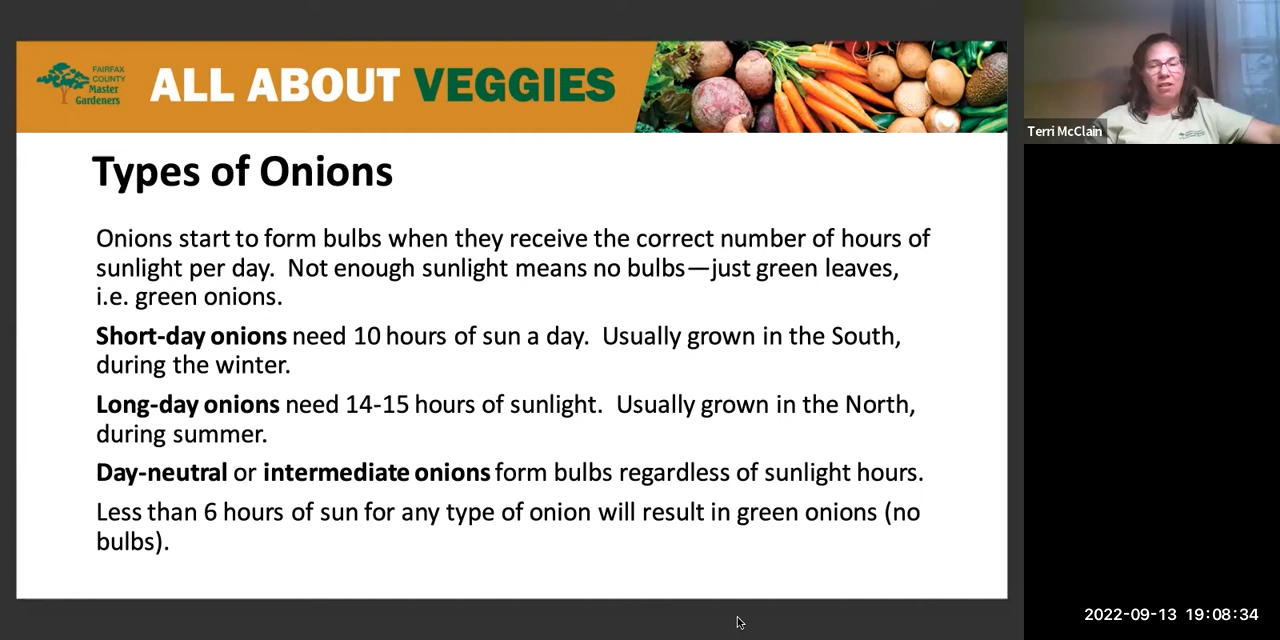 FAIRFAX
COUNTY
Master
Gardeners
ALL ABOUT VEGGIES
Terri McClain
Types of Onions
Onions start to form bulbs when they receive the correct number of hours of
sunlight per day.  Not enough sunlight means no bulbs—just green leaves,
i.e. green onions.
Short-day onions need 10 hours of sun a day.  Usually grown in the South,
during the winter.
Long-day onions need 14-15 hours of sunlight.  Usually grown in the North,
during summer.
Day-neutral or intermediate onions form bulbs regardless of sunlight hours.
Less than 6 hours of sun for any type of onion will result in green onions (no
bulbs).
2022-09-13 19:08:34